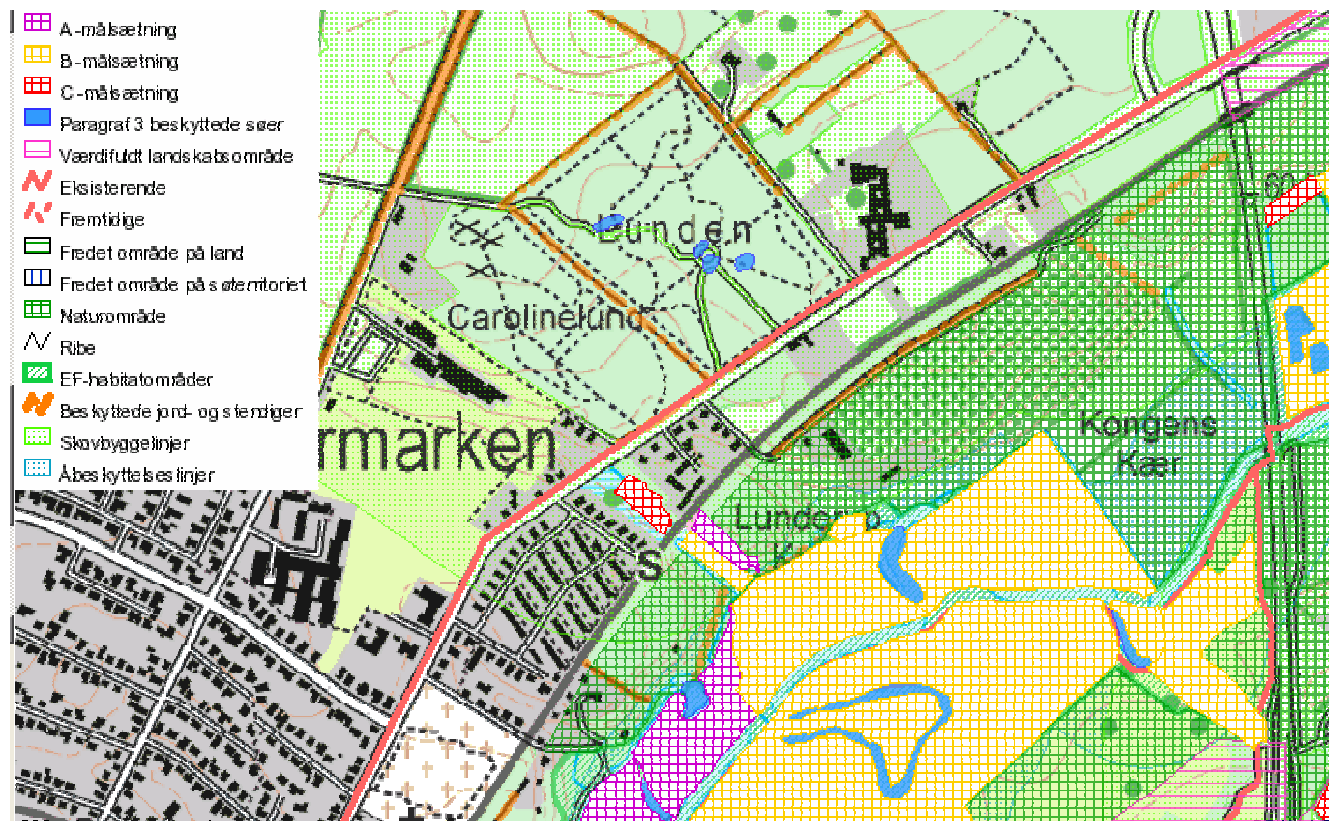 A-målsætning
B-målsætning
C-målsætning
Paragraf 3 beskyttede søer
Værdifuldt landskabsområde
Eksisterende
Fremtidige
Fredet område på land
Fredet område på søterritoriet
Naturområde
Ribe
EF-habitatområder
Beskyttede jord- og stendiger
Skovbyggelinjer
Åbeskyttelseslinjer
Lunden
Carolinelund
rmarken
Kongens
Kær
S